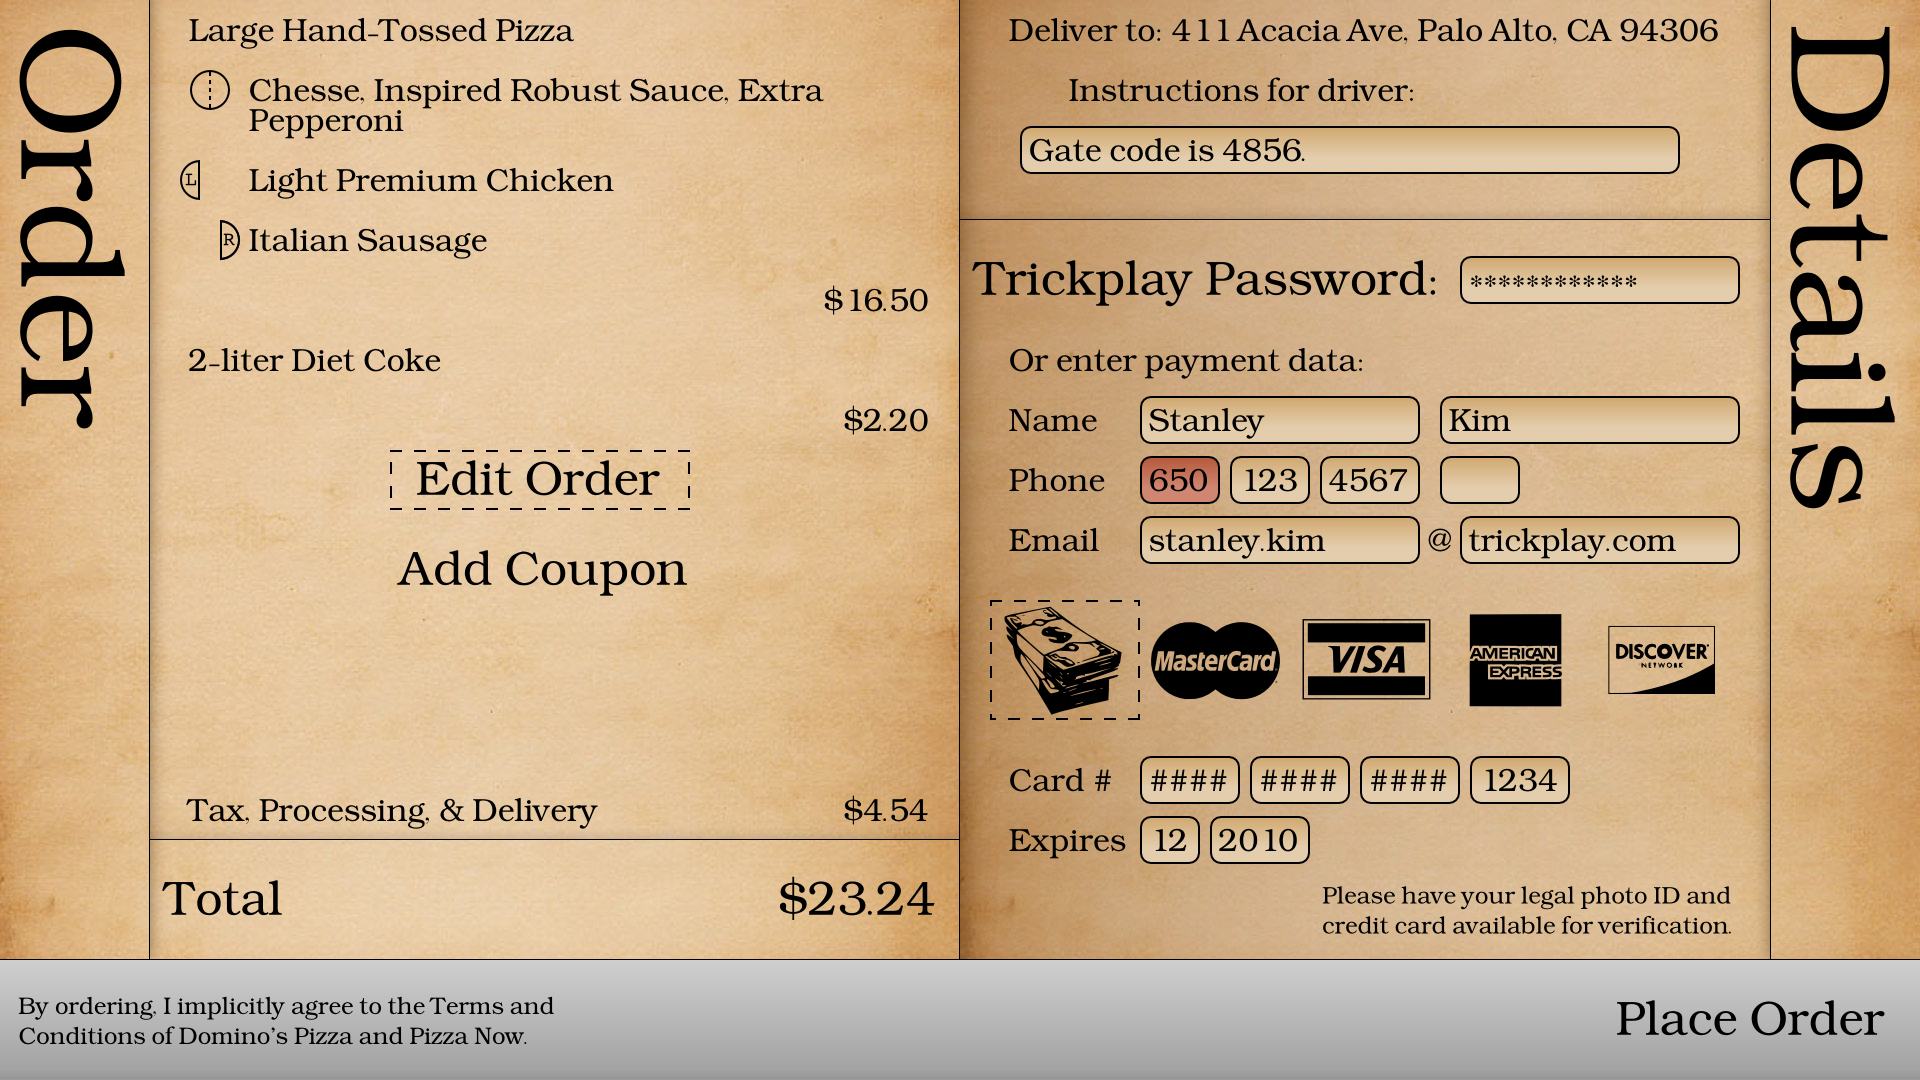 Order
Large Hand-Tossed Pizza
Chesse, Inspired Robust Sauce, Extra
Pepperoni
L Light Premium Chicken
R Italian Sausage
$16.50
2-liter Diet Coke
$2.20
Edit Order
Add Coupon
Tax, Processing, & Delivery $4.54
Total $23.24
Details
Deliver to: 411 Acacia Ave, Palo Alto, CA 94306
Instructions for driver:
Gate code is 4856.
Trickplay Password: ************
Or enter payment data:
Name Stanley Kim
Phone 650 123 4567
Email stanley.kim @ trickplay.com
MasterCard VISA AMERICAN EXPRESS DISCOVER NETWORK
Card # #### #### #### 1234
Expires 12 2010
Please have your legal photo ID and
credit card available for verification.
By ordering, I implicitly agree to the Terms and
Conditions of Domino's Pizza and Pizza Now.
Place Order